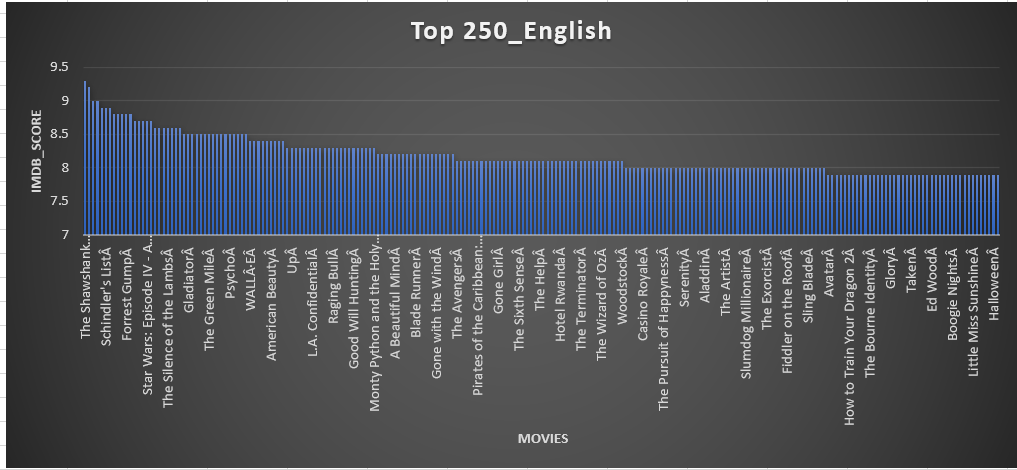 Top 250_English
IMDB_SCORE
9.5
9
8.5
8
7.5
7
The Shawshank…
Schindler's ListÂ
Forrest GumpÂ
Star Wars: Episode IV - A…
The Silence of the LambsÂ
GladiatorÂ
The Green MileÂ
PsychoÂ
WALLÂ·EÂ
American BeautyÂ
UpÂ
L.A. ConfidentialÂ
Raging BullÂ
Good Will HuntingÂ
Monty Python and the Holy…
A Beautiful MindÂ
Blade RunnerÂ
Gone with the WindÂ
The AvengersÂ
Pirates of the Caribbean:…
Gone GirlÂ
The Sixth SenseÂ
The HelpÂ
Hotel RwandaÂ
The TerminatorÂ
The Wizard of OzÂ
WoodstockÂ
Casino RoyaleÂ
The Pursuit of HappynessÂ
SerenityÂ
AladdinÂ
The ArtistÂ
Slumdog MillionaireÂ
The ExorcistÂ
Fiddler on the RoofÂ
Sling BladeÂ
AvatarÂ
How to Train Your Dragon 2Â
The Bourne IdentityÂ
GloryÂ
TakenÂ
Ed WoodÂ
Boogie NightsÂ
Little Miss SunshineÂ
HalloweenÂ
MOVIES